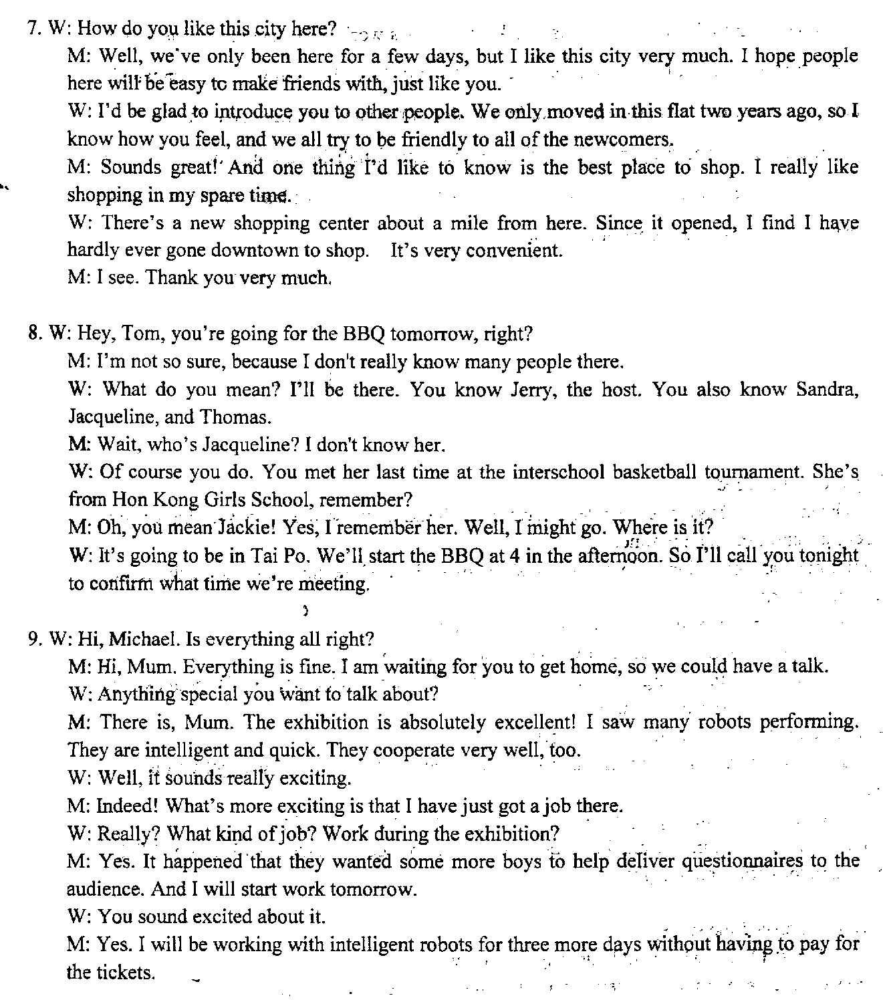 7. W: How do you like this city here?
M: Well, we've only been here for a few days, but I like this city very much. I hope people
here will be easy to make friends with, just like you.
W: I'd be glad to introduce you to other people. We only moved in this flat two years ago, so I
know how you feel, and we all try to be friendly to all of the newcomers.
M: Sounds great! And one thing I'd like to know is the best place to shop. I really like
shopping in my spare time.
W: There's a new shopping center about a mile from here. Since it opened, I find I have
hardly ever gone downtown to shop. It's very convenient.
M: I see. Thank you very much.
8. W: Hey, Tom, you're going for the BBQ tomorrow, right?
M: I'm not so sure, because I don't really know many people there.
W: What do you mean? I'll be there. You know Jerry, the host. You also know Sandra,
Jacqueline, and Thomas.
M: Wait, who's Jacqueline? I don't know her.
W: Of course you do. You met her last time at the interschool basketball tournament. She's
from Hon Kong Girls School, remember?
M: Oh, you mean Jackie! Yes, I remember her. Well, I might go. Where is it?
W: It's going to be in Tai Po. We'll start the BBQ at 4 in the afternoon. So I'll call you tonight
to confirm what time we're meeting.
9. W: Hi, Michael. Is everything all right?
M: Hi, Mum. Everything is fine. I am waiting for you to get home, so we could have a talk.
W: Anything special you want to talk about?
M: There is, Mum. The exhibition is absolutely excellent! I saw many robots performing.
They are intelligent and quick. They cooperate very well, too.
W: Well, it sounds really exciting.
M: Indeed! What's more exciting is that I have just got a job there.
W: Really? What kind of job? Work during the exhibition?
M: Yes. It happened that they wanted some more boys to help deliver questionnaires to the
audience. And I will start work tomorrow.
W: You sound excited about it.
M: Yes. I will be working with intelligent robots for three more days without having to pay for
the tickets.